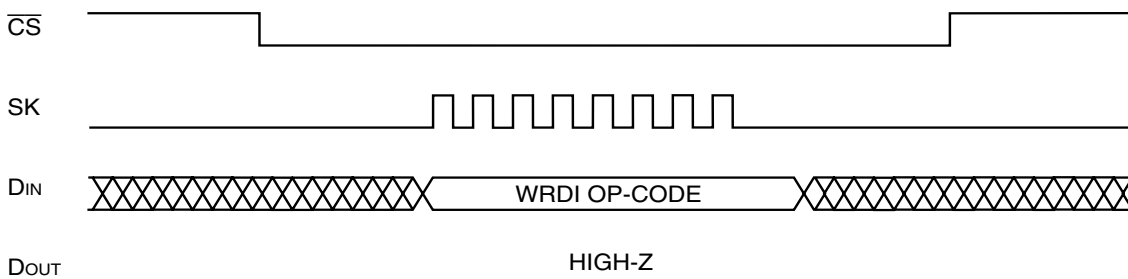 CS
SK
DIN
WRDI OP-CODE
DOUT
HIGH-Z